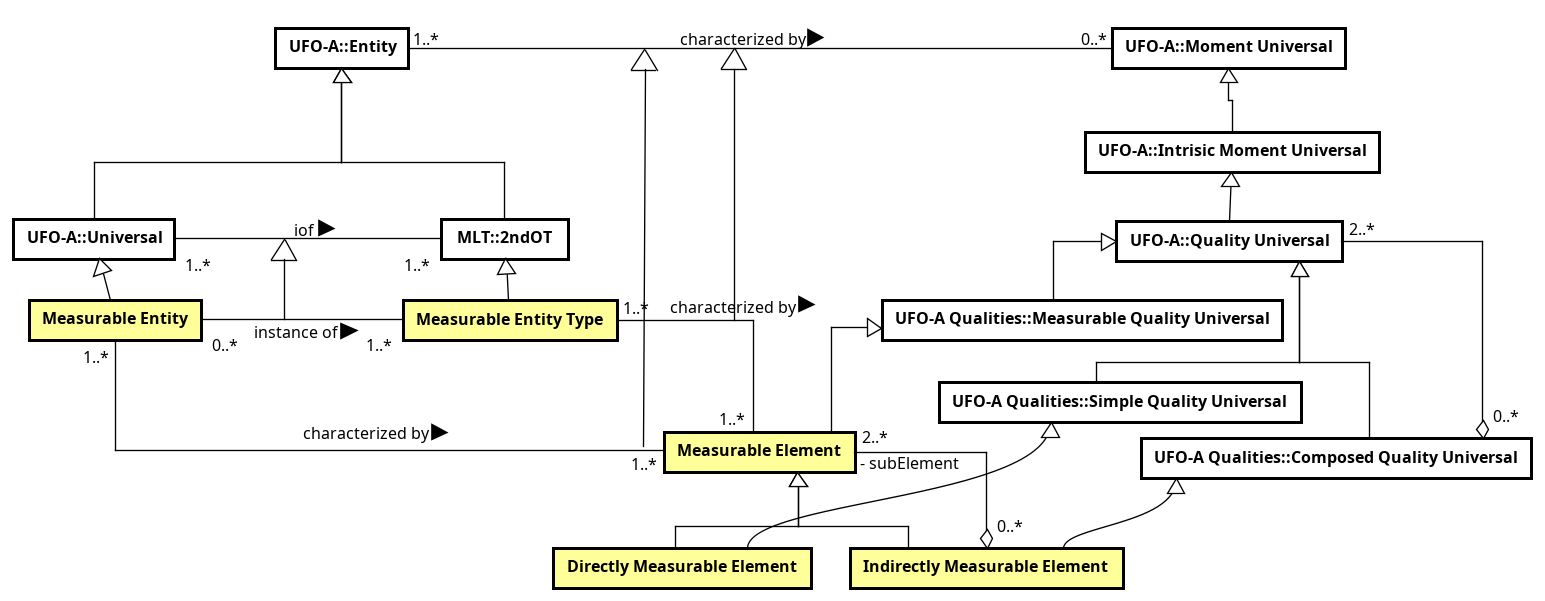 UFO-A::Entity
1..*
characterized by
0..*
UFO-A::Moment Universal
UFO-A::Intrisic Moment Universal
UFO-A::Universal
iof
MLT::2ndOT
1..*
1..*
UFO-A::Quality Universal
2..*
Measurable Entity
0..*
instance of
1..*
Measurable Entity Type
1..*
characterized by
UFO-A Qualities::Measurable Quality Universal
1..*
UFO-A Qualities::Simple Quality Universal
0..*
characterized by
1..*
1..*
Measurable Element
2..*
- subElement
UFO-A Qualities::Composed Quality Universal
0..*
Directly Measurable Element
Indirectly Measurable Element